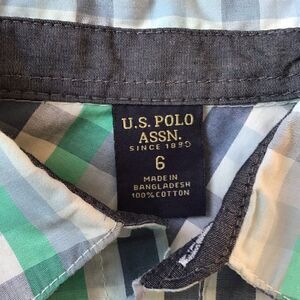 U.S. POLO
ASSN.
SINCE 1890
6
MADE IN
BANGLADESH
100% COTTON